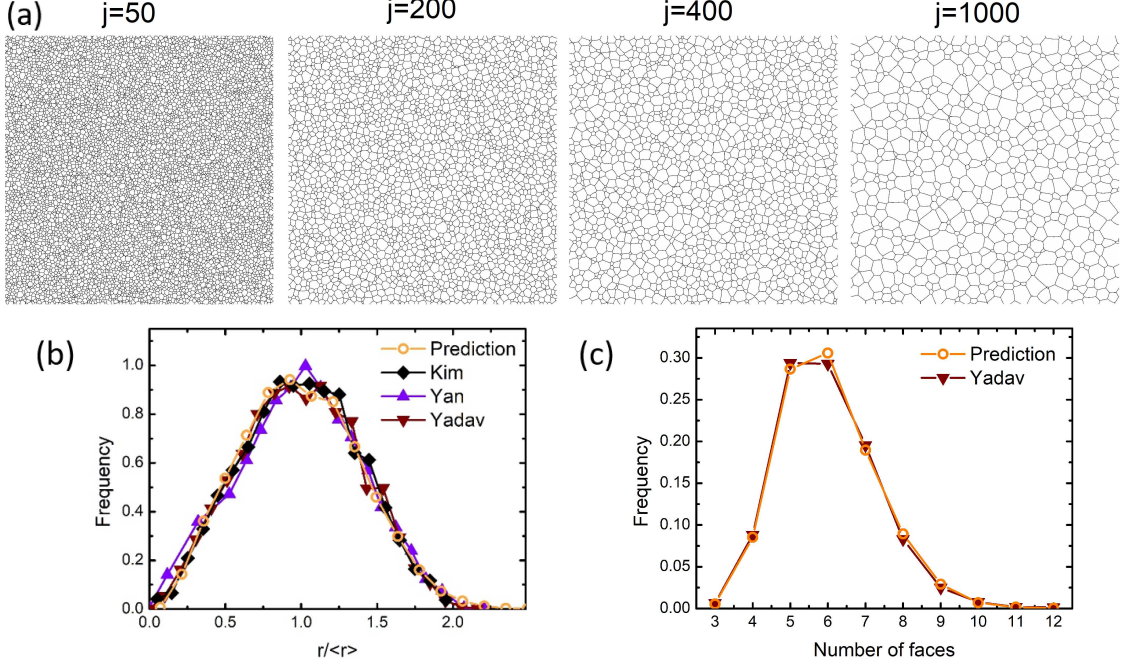 (a)
j=50 j=200 j=400 j=1000
(b)
Prediction
Kim
Yan
Yadav
Frequency
1.0
0.8
0.6
0.4
0.2
0.0
0.0 0.5 1.0 1.5 2.0
r/<r>
(c)
Prediction
Yadav
Frequency
0.30
0.25
0.20
0.15
0.10
0.05
0.00
3 4 5 6 7 8 9 10 11 12
Number of faces